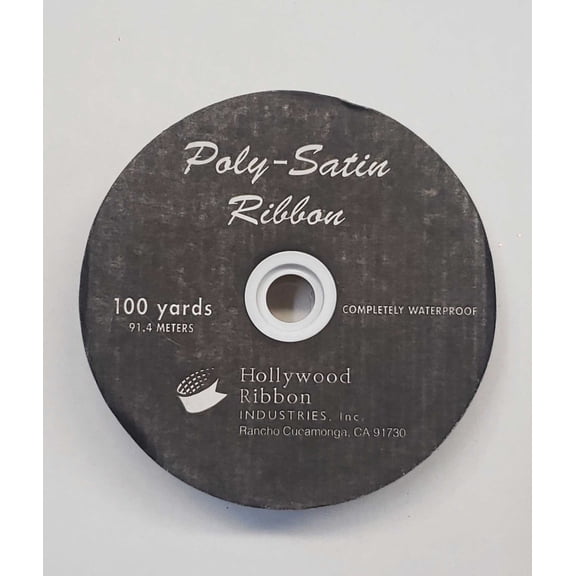 Poly-Satin
Ribbon
100 yards
91.4 METERS
COMPLETELY WATERPROOF
Hollywood
Ribbon
INDUSTRIES, Inc.
Rancho Cucamonga, CA 91730